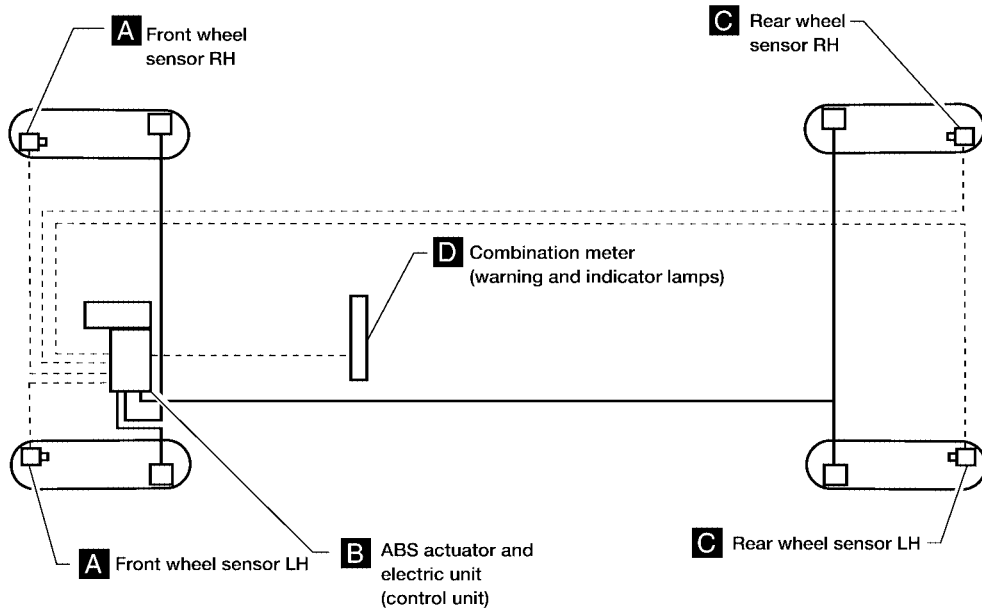 A Front wheel
sensor RH
C Rear wheel
sensor RH
D Combination meter
(warning and indicator lamps)
A Front wheel sensor LH
B ABS actuator and
electric unit
(control unit)
C Rear wheel sensor LH